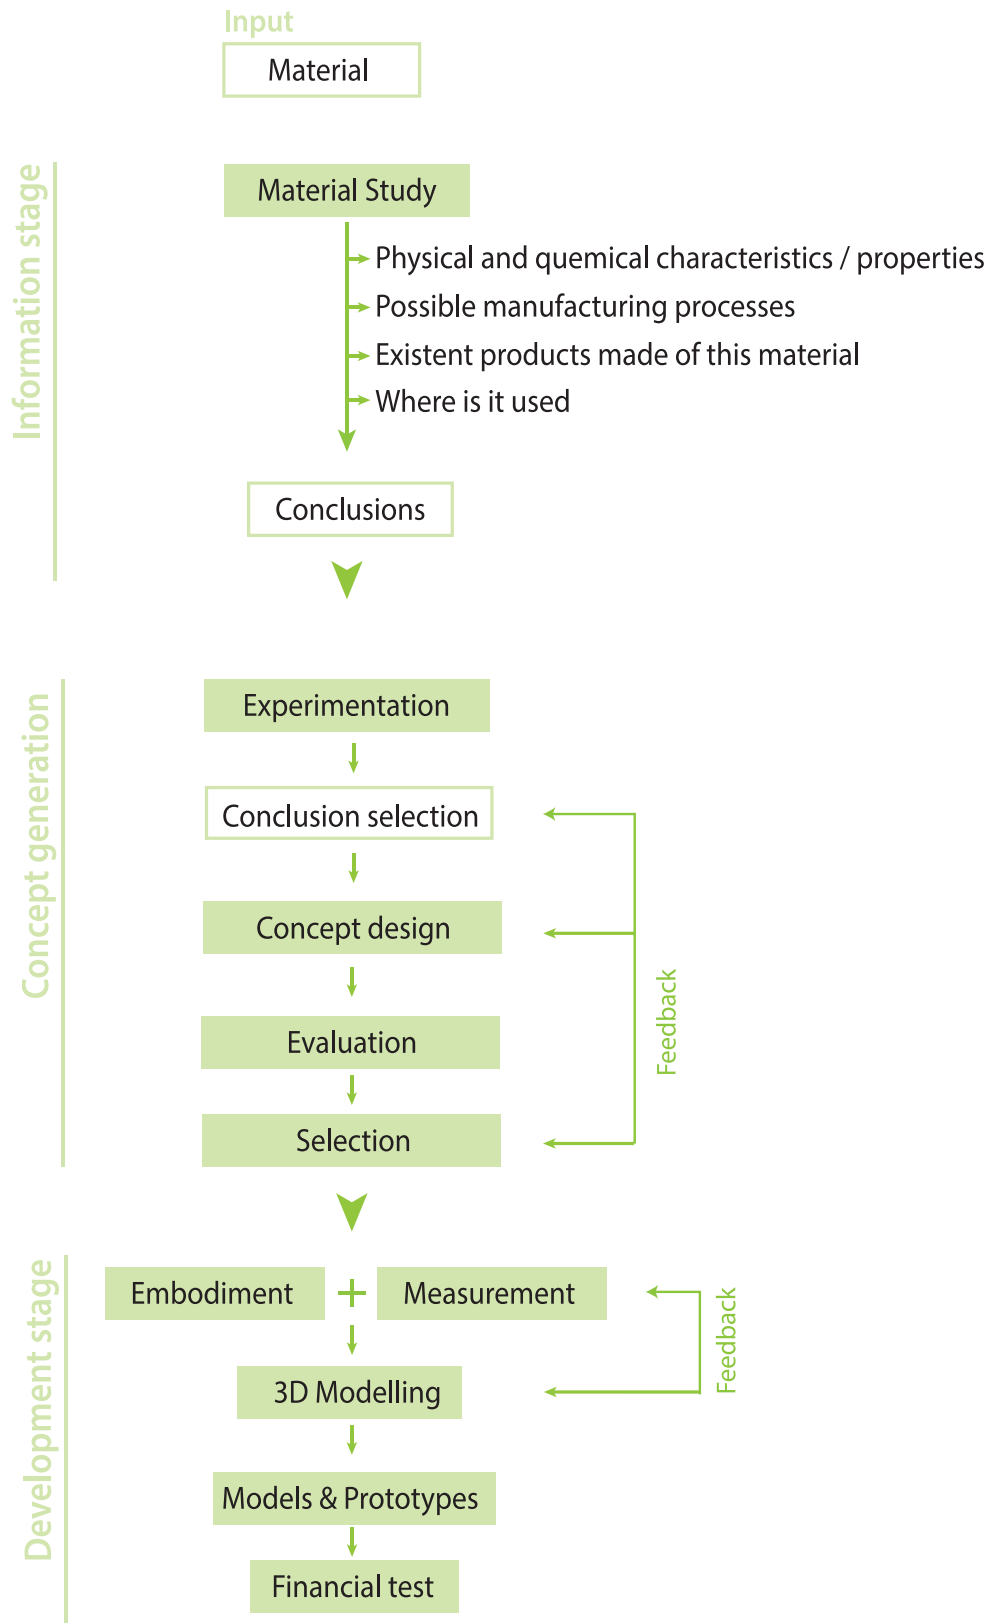 Input
Material
Information stage
Material Study
Physical and quemical characteristics / properties
Possible manufacturing processes
Existent products made of this material
Where is it used
Conclusions
Concept generation
Experimentation
Conclusion selection
Concept design
Evaluation
Selection
Feedback
Development stage
Embodiment + Measurement
3D Modelling
Feedback
Models & Prototypes
Financial test